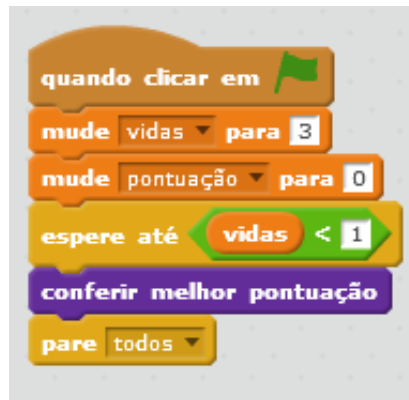 quando clicar em
mude vidas para 3
mude pontuação para 0
espere até vidas < 1
conferir melhor pontuação
pare todos